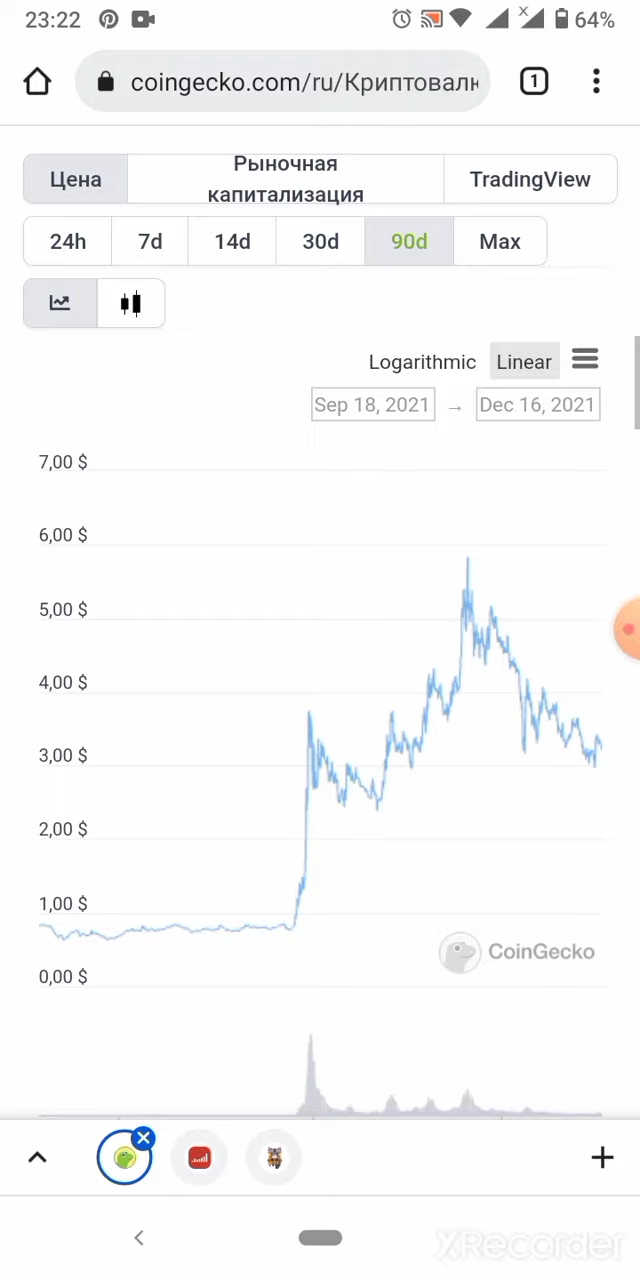 23:22
64%
coingecko.com/ru/Криптовалн
1
Цена
Рыночная
капитализация
TradingView
24h
7d
14d
30d
90d
Max
Logarithmic
Linear
Sep 18, 2021
→
Dec 16, 2021
7,00 $
6,00 $
5,00 $
4,00 $
3,00 $
2,00 $
1,00 $
CoinGecko
0,00 $
XRecorder